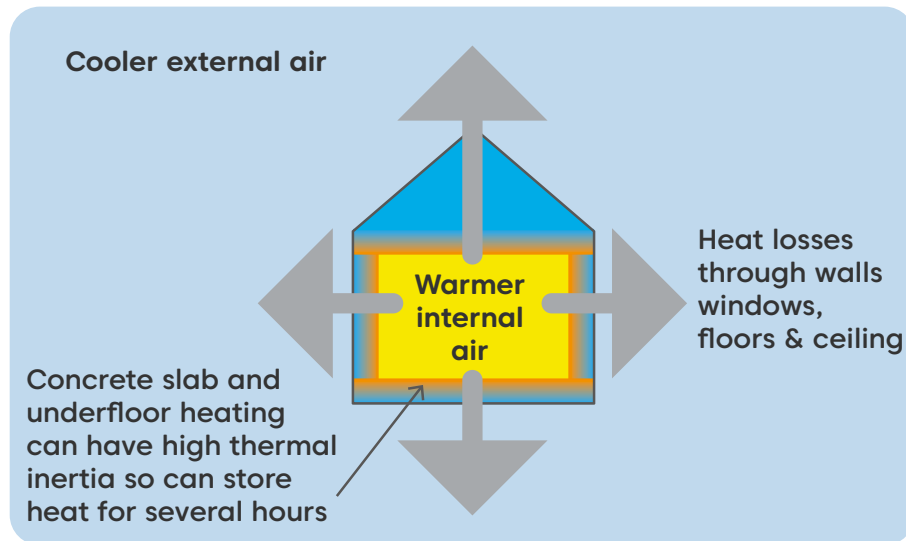 Cooler external air
Warmer
internal
air
Heat losses
through walls
windows,
floors & ceiling
Concrete slab and
underfloor heating
can have high thermal
inertia so can store
heat for several hours